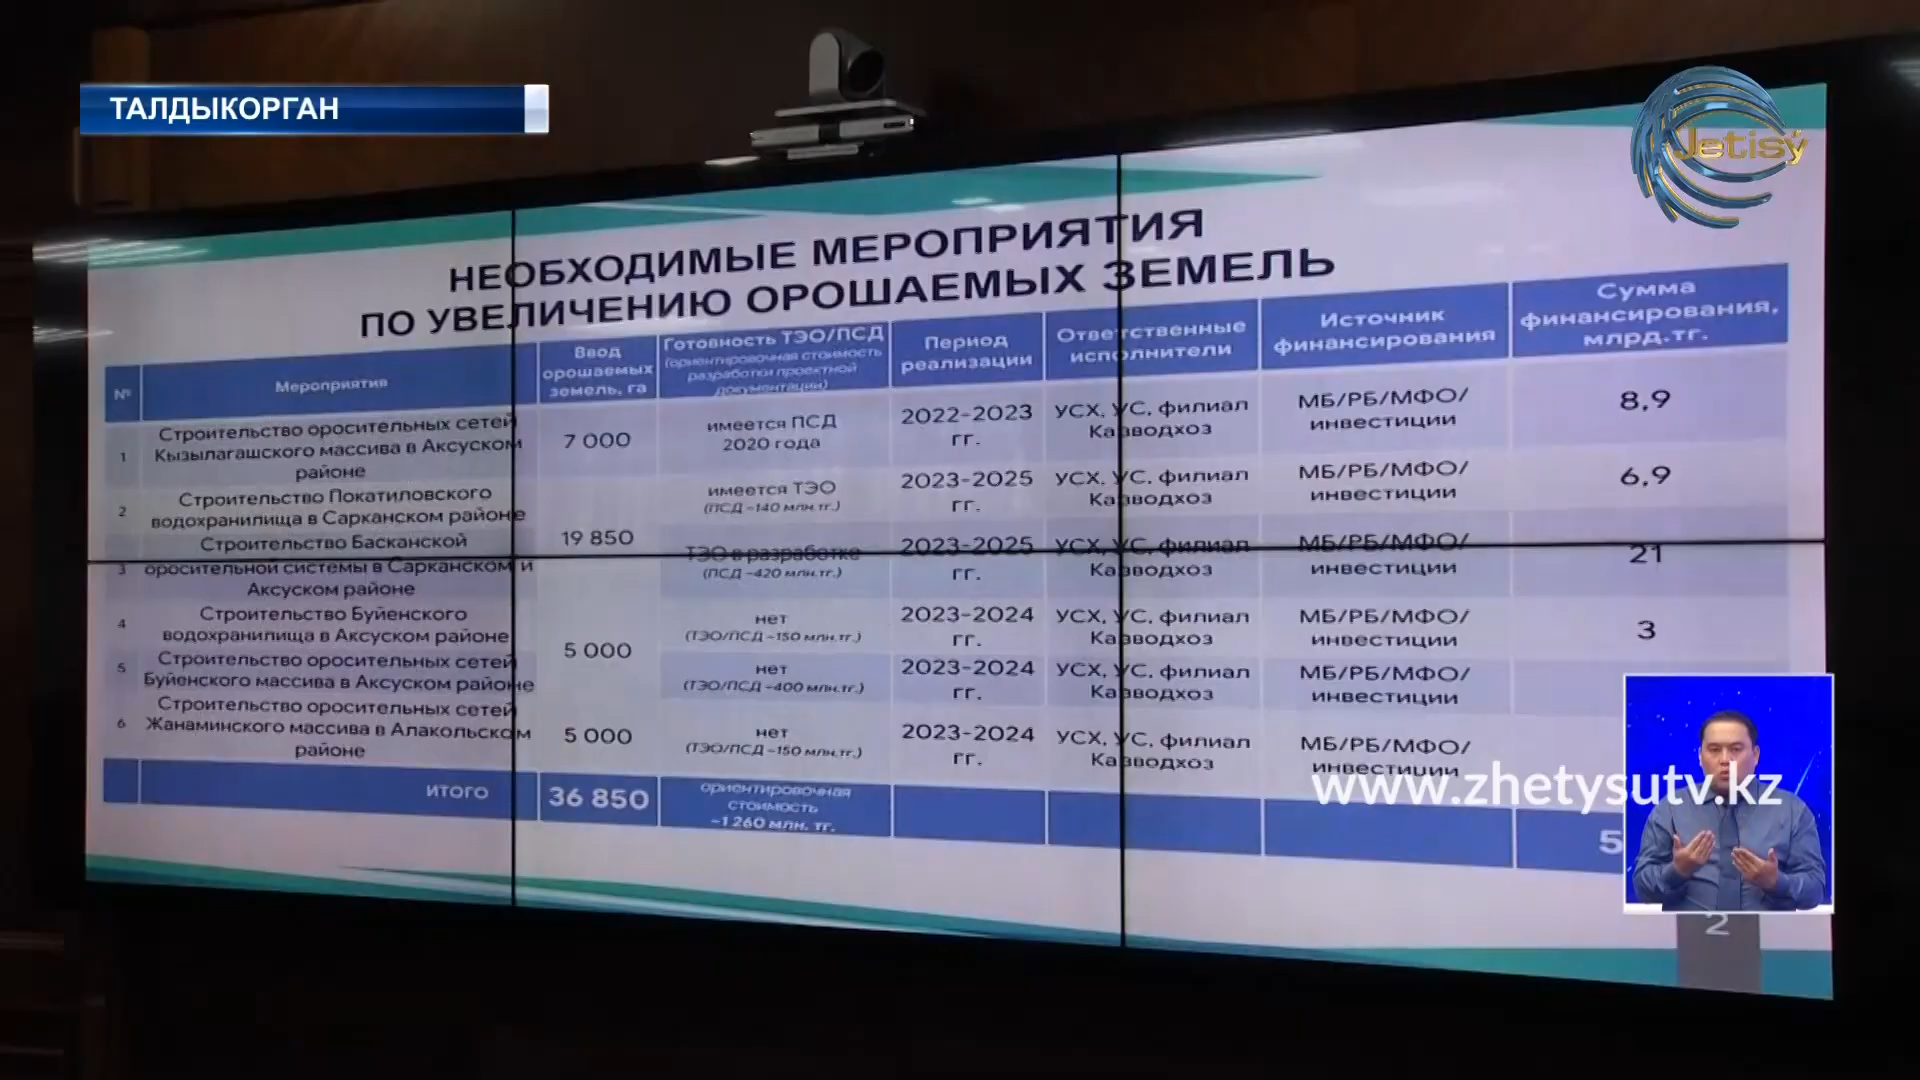 ТАЛДЫКОРГАН
Jetisý
НЕОБХОДИМЫЕ МЕРОПРИЯТИЯ
ПО УВЕЛИЧЕНИЮ ОРОШАЕМЫХ ЗЕМЕЛЬ
№
Мероприятия
Ввод
орошаемых
земель, га
Готовность ТЭО/ПСД
(ориентировочная стоимость
разработки проектной
документации)
Период
реализации
Ответственные
исполнители
Источник
финансирования
Сумма
финансирования,
млрд.тг.
1
Строительство оросительных сетей
Кызылагашского массива в Аксуском
районе
7 000
имеется ПСД
2020 года
2022-2023
гг.
УСХ, УС, филиал
Казводхоз
МБ/РБ/МФО/
инвестиции
8,9
2
Строительство Покатиловского
водохранилища в Сарканском районе
19 850
имеется ТЭО
(ПСД ~140 млн.тг.)
2023-2025
гг.
УСХ, УС, филиал
Казводхоз
МБ/РБ/МФО/
инвестиции
6,9
3
Строительство Басканской
оросительной системы в Сарканском и
Аксуском районе
ТЭО в разработке
(ПСД ~420 млн.тг.)
2023-2025
гг.
УСХ, УС, филиал
Казводхоз
МБ/РБ/МФО/
инвестиции
21
4
Строительство Буйенского
водохранилища в Аксуском районе
5 000
нет
(ТЭО/ПСД ~150 млн.тг.)
2023-2024
гг.
УСХ, УС, филиал
Казводхоз
МБ/РБ/МФО/
инвестиции
3
5
Строительство оросительных сетей
Буйенского массива в Аксуском районе
нет
(ТЭО/ПСД ~400 млн.тг.)
2023-2024
гг.
УСХ, УС, филиал
Казводхоз
МБ/РБ/МФО/
инвестиции
6
Строительство оросительных сетей
Жанаминского массива в Алакольском
районе
5 000
нет
(ТЭО/ПСД ~150 млн.тг.)
2023-2024
гг.
УСХ, УС, филиал
Казводхоз
МБ/РБ/МФО/
инвестиции
ИТОГО
36 850
ориентировочная
стоимость
~1 260 млн. тг.
5
www.zhetysutv.kz
2